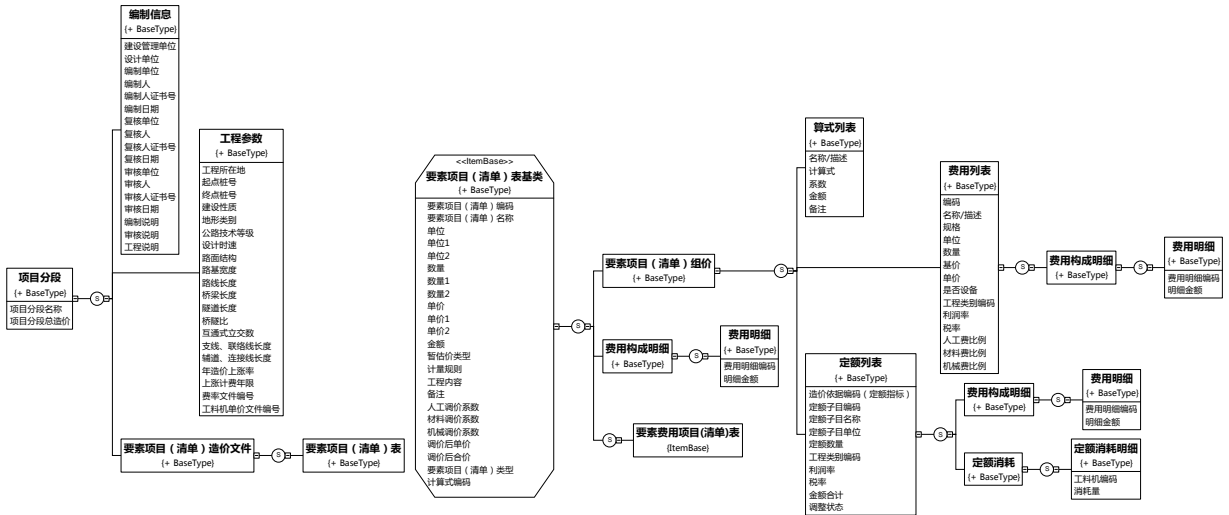 编制信息
{+ BaseType}
建设管理单位
设计单位
编制单位
编制人
编制人证书号
编制日期
复核单位
复核人
复核人证书号
复核日期
审核单位
审核人
审核人证书号
审核日期
编制说明
审核说明
工程说明
工程参数
{+ BaseType}
工程所在地
起点桩号
终点桩号
建设性质
地形类别
公路技术等级
设计时速
路面结构
路基宽度
路线长度
桥梁长度
隧道长度
桥隧比
互通式立交数
支线、联络线长度
辅道、连接线长度
年造价上涨率
上涨计费年限
费率文件编号
工料机单价文件编号
项目分段
{+ BaseType}
项目分段名称
项目分段总造价
S
要素项目（清单）造价文件
{+ BaseType}
S
要素项目（清单）表
{+ BaseType}
<<ItemBase>>
要素项目（清单）表基类
{+ BaseType}
要素项目（清单）编码
要素项目（清单）名称
单位
单位1
单位2
数量
数量1
数量2
单价
单价1
单价2
金额
暂估价类型
计量规则
工程内容
备注
人工调价系数
材料调价系数
机械调价系数
调价后单价
调价后合价
要素项目（清单）类型
计算式编码
S
要素项目（清单）组价
{+ BaseType}
S
费用构成明细
{+ BaseType}
S
费用明细
{+ BaseType}
费用明细编码
明细金额
S
要素费用项目(清单)表
{ItemBase}
算式列表
{+ BaseType}
名称/描述
计算式
系数
金额
备注
费用列表
{+ BaseType}
编码
名称/描述
规格
单位
数量
基价
单价
是否设备
工程类别编码
利润率
税率
人工费比例
材料费比例
机械费比例
S
费用构成明细
{+ BaseType}
S
费用明细
{+ BaseType}
费用明细编码
明细金额
定额列表
{+ BaseType}
造价依据编码（定额指标）
定额子目编码
定额子目名称
定额子目单位
定额数量
工程类别编码
利润率
税率
金额合计
调整状态
S
费用构成明细
{+ BaseType}
S
费用明细
{+ BaseType}
费用明细编码
明细金额
定额消耗
{+ BaseType}
S
定额消耗明细
{+ BaseType}
工料机编码
消耗量